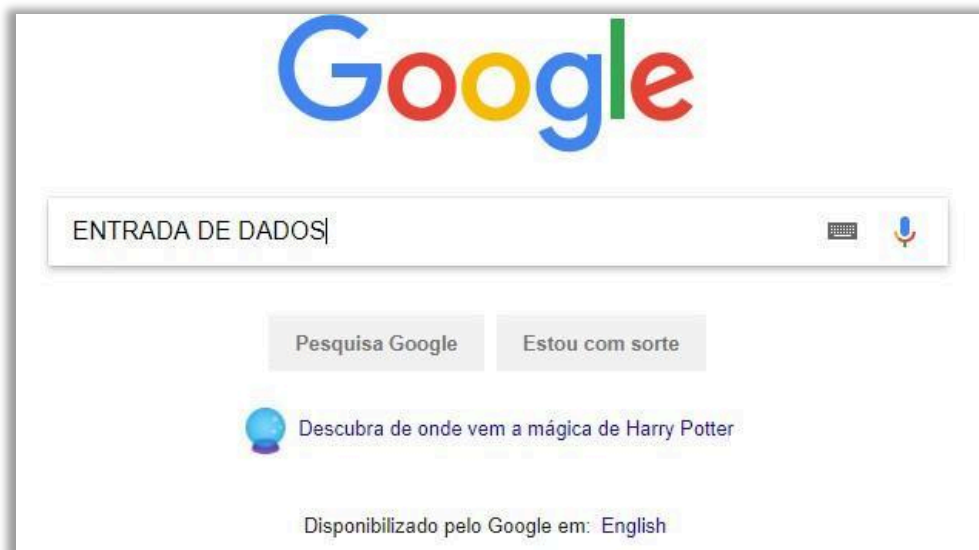 Google
ENTRADA DE DADOS
Pesquisa Google
Estou com sorte
Descubra de onde vem a mágica de Harry Potter
Disponibilizado pelo Google em: English